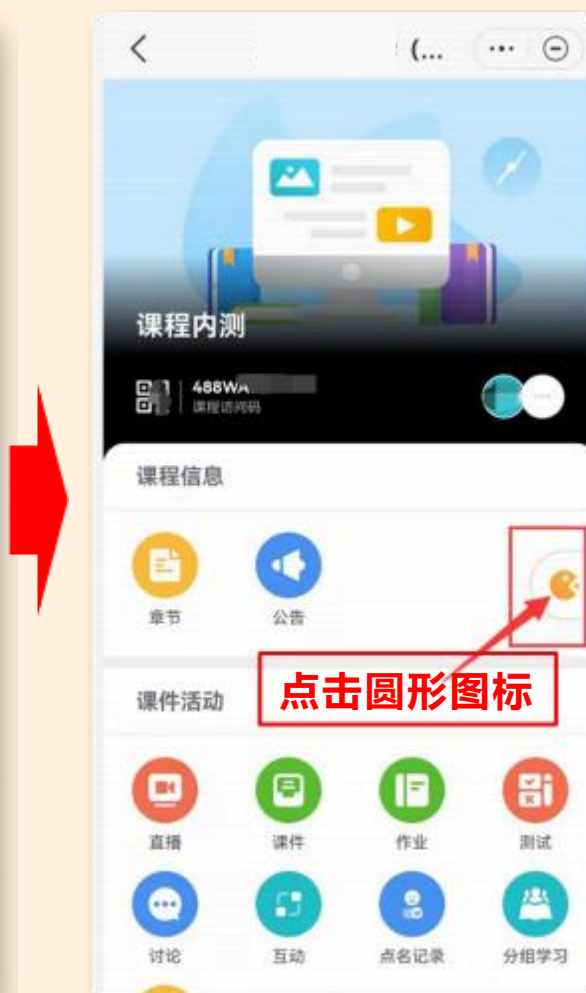 (...
课程内测
488WA
课程访问码
课程信息
章节
公告
点击圆形图标
课件活动
直播
课件
作业
测试
讨论
互动
点名记录
分组学习